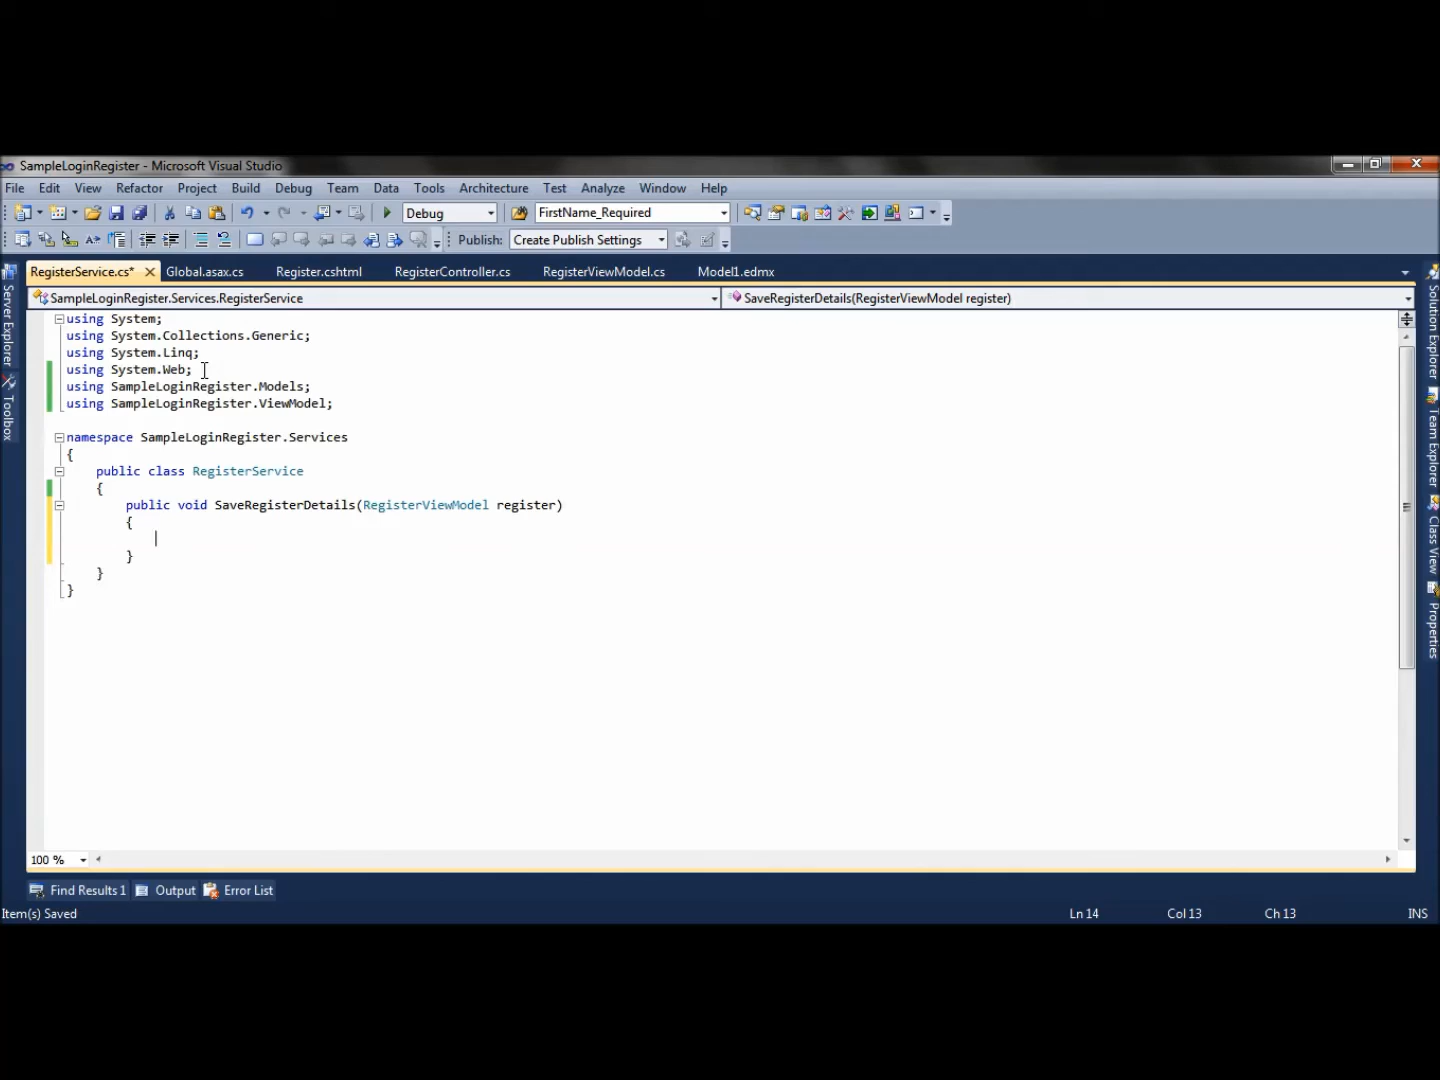 SampleLoginRegister - Microsoft Visual Studio
File Edit View Refactor Project Build Debug Team Data Tools Architecture Test Analyze Window Help
Debug FirstName_Required
Publish: Create Publish Settings
RegisterService.cs* Global.asax.cs Register.cshtml RegisterController.cs RegisterViewModel.cs Model1.edmx
SampleLoginRegister.Services.RegisterService SaveRegisterDetails(RegisterViewModel register)
using System;
using System.Collections.Generic;
using System.Linq;
using System.Web;
using SampleLoginRegister.Models;
using SampleLoginRegister.ViewModel;
namespace SampleLoginRegister.Services
{
public class RegisterService
{
public void SaveRegisterDetails(RegisterViewModel register)
{
}
}
}
Server Explorer
Toolbox
Solution Explorer
Team Explorer
Class View
Properties
100 %
Find Results 1 Output Error List
Item(s) Saved Ln 14 Col 13 Ch 13 INS